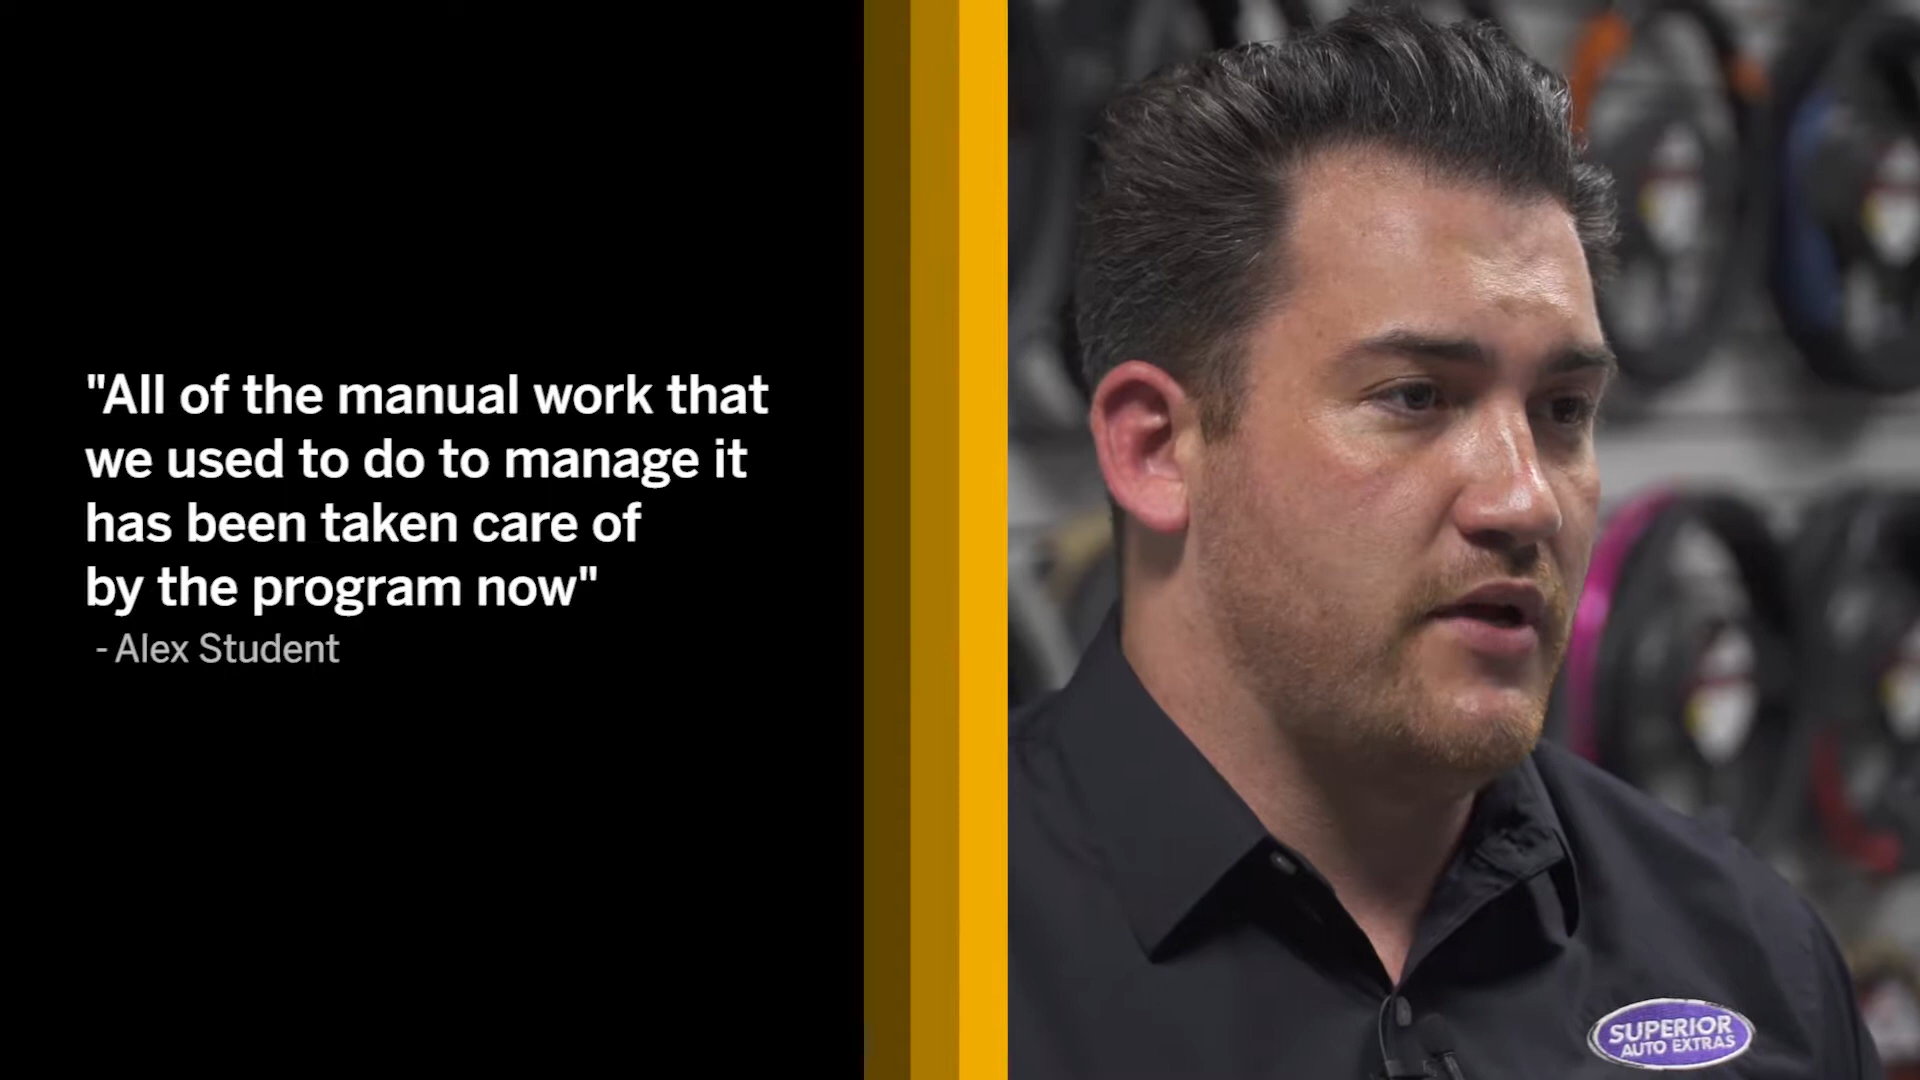 "All of the manual work that
we used to do to manage it
has been taken care of
by the program now"
- Alex Student
SUPERIOR
AUTO EXTRAS